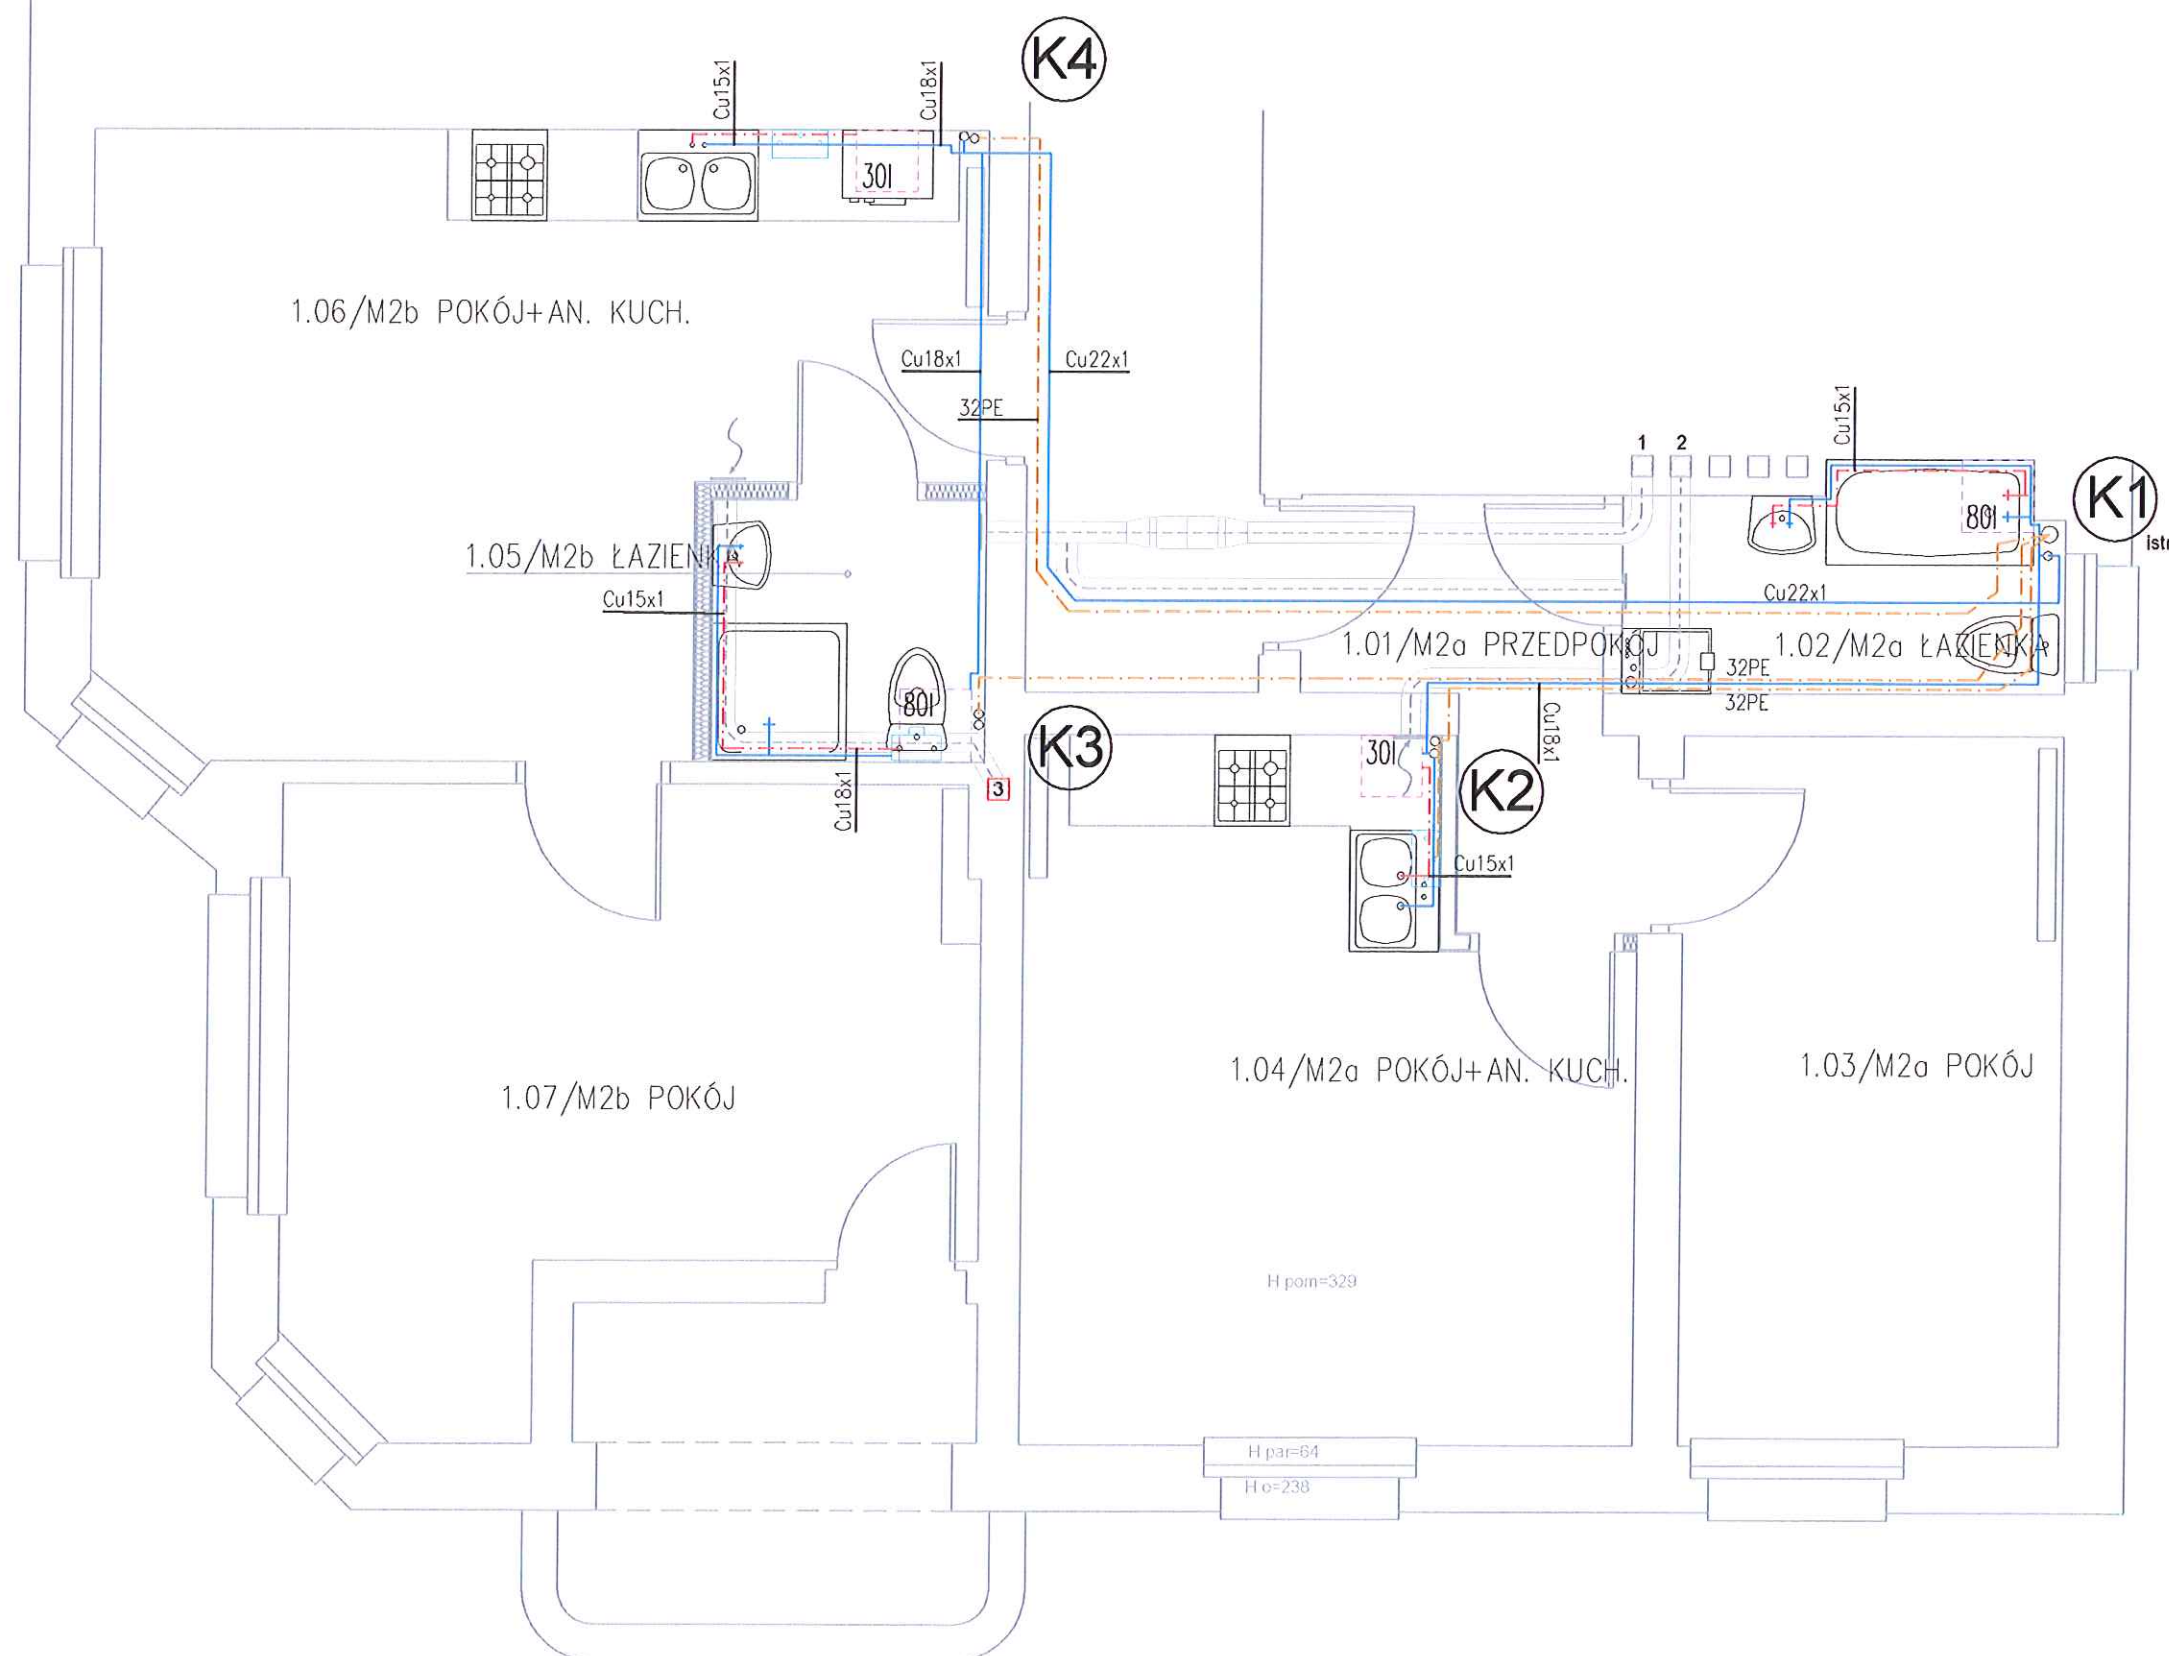 K4
Cu15x1
Cu18x1
30l
1.06/M2b POKÓJ+AN. KUCH.
Cu18x1
Cu22x1
32PE
Cu15x1
1
2
K1
80l
istn
1.05/M2b ŁAZIENKA
Cu15x1
Cu22x1
1.01/M2a PRZEDPOKÓJ
1.02/M2a ŁAZIENKA
32PE
32PE
80l
K3
Cu18x1
30l
K2
3
Cu18x1
Cu15x1
1.07/M2b POKÓJ
1.04/M2a POKÓJ+AN. KUCH.
1.03/M2a POKÓJ
H pom=329
H par=64
H o=238